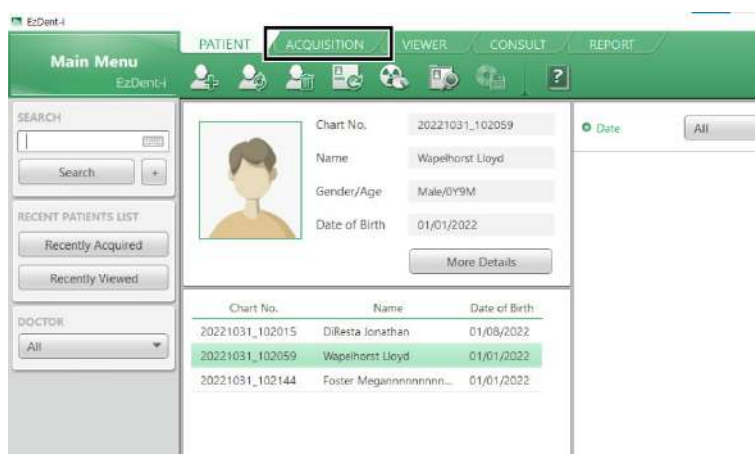 EzDent-i
Main Menu
EzDent-i
PATIENT ACQUISITION VIEWER CONSULT REPORT
?
SEARCH
Search +
RECENT PATIENTS LIST
Recently Acquired
Recently Viewed
DOCTOR
All
Chart No. 20221031_102059
Name Wapelhorst Lloyd
Gender/Age Male/0Y9M
Date of Birth 01/01/2022
More Details
Chart No. Name Date of Birth
20221031_102015 DiResta Jonathan 01/08/2022
20221031_102059 Wapelhorst Lloyd 01/01/2022
20221031_102144 Foster Megannnnnnnnn... 01/01/2022
Date All